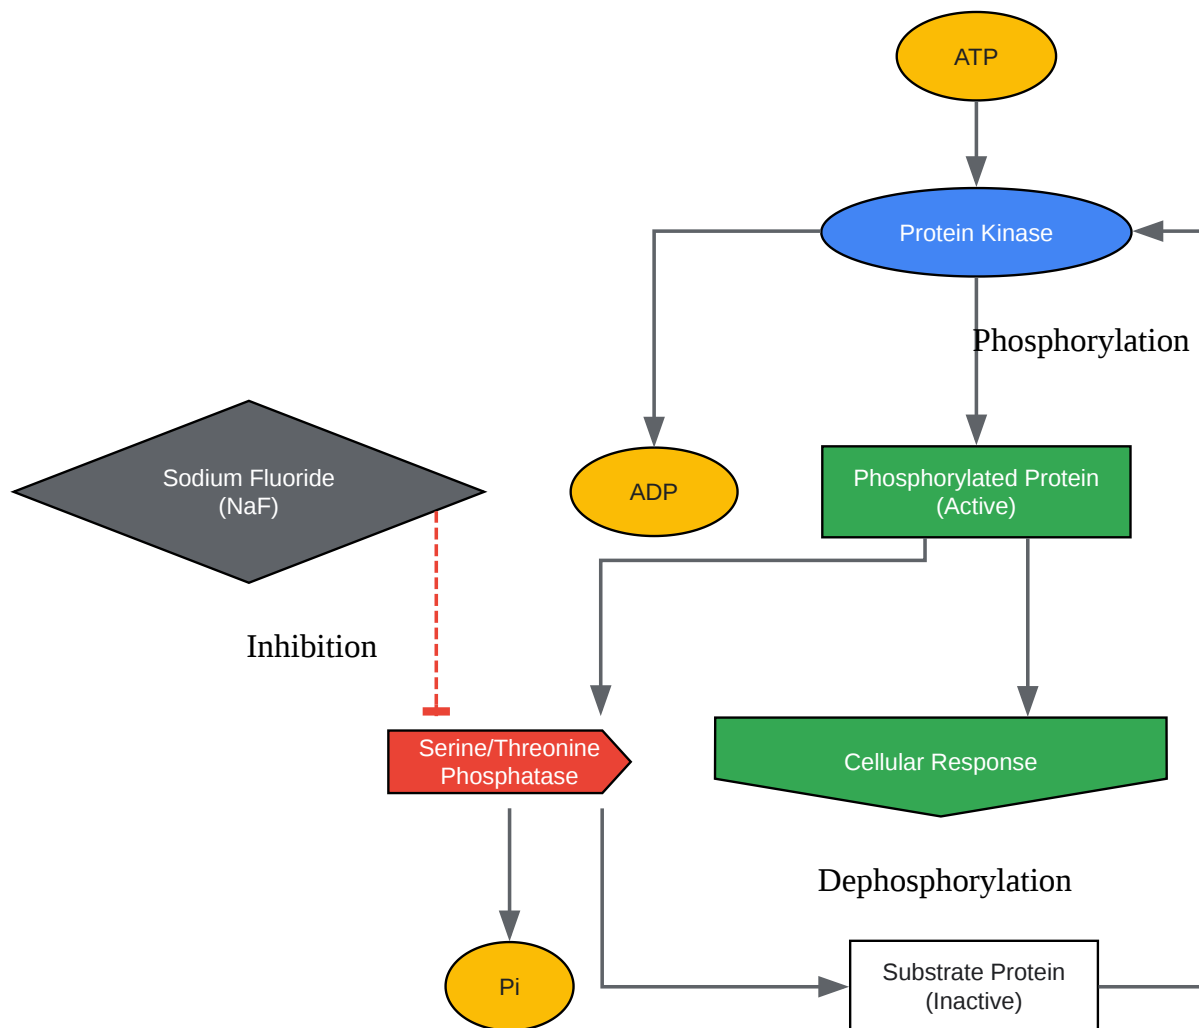 ATP
Protein Kinase
Phosphorylation
Sodium Fluoride
(NaF)
ADP
Phosphorylated Protein
(Active)
Inhibition
Serine/Threonine
Phosphatase
Cellular Response
Dephosphorylation
Pi
Substrate Protein
(Inactive)